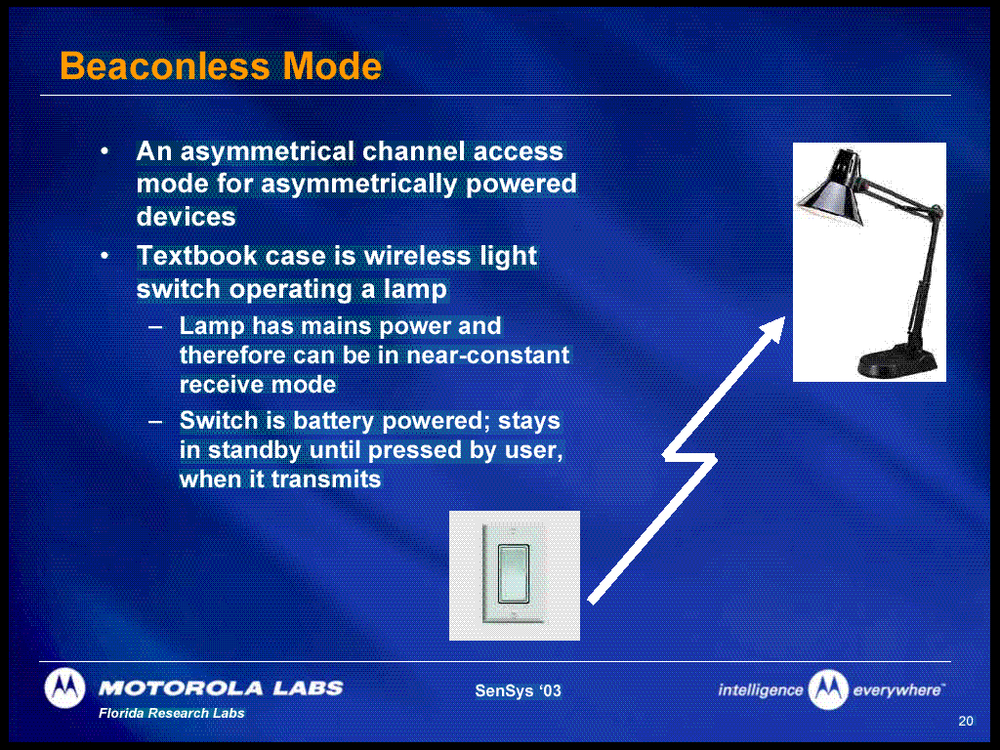 Beaconless Mode
• An asymmetrical channel access
mode for asymmetrically powered
devices
• Textbook case is wireless light
switch operating a lamp
– Lamp has mains power and
therefore can be in near-constant
receive mode
– Switch is battery powered; stays
in standby until pressed by user,
when it transmits
MOTOROLA LABS
Florida Research Labs
SenSys ‘03
intelligence everywhere™
20